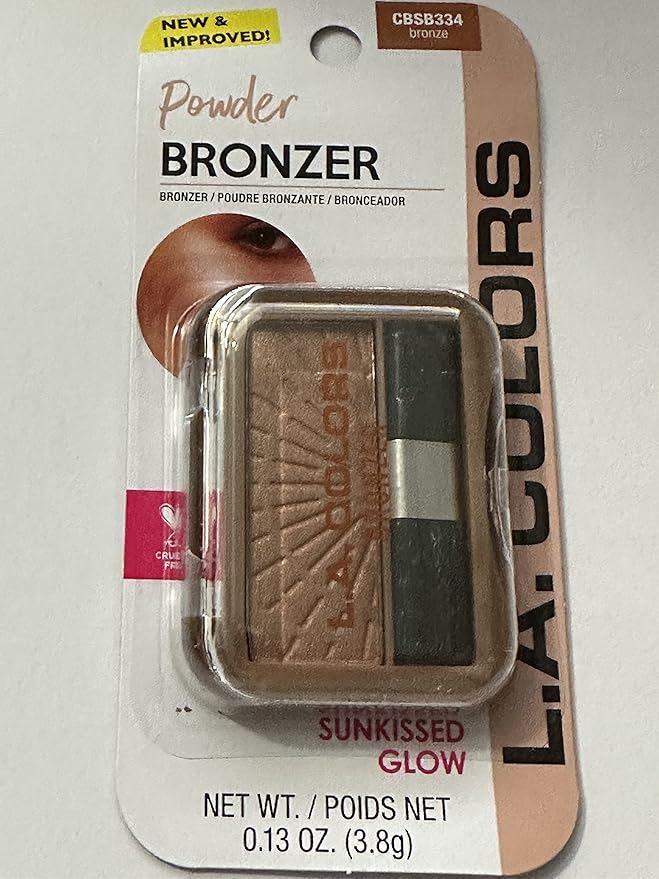 NEW &
IMPROVED!
CBSB334
bronze
Powder
BRONZER
BRONZER / POUDRE BRONZANTE / BRONCEADOR
L.A. COLORS
L.A. COLORS
BRONZER
SUNKISSED
GLOW
NET WT. / POIDS NET
0.13 OZ. (3.8g)